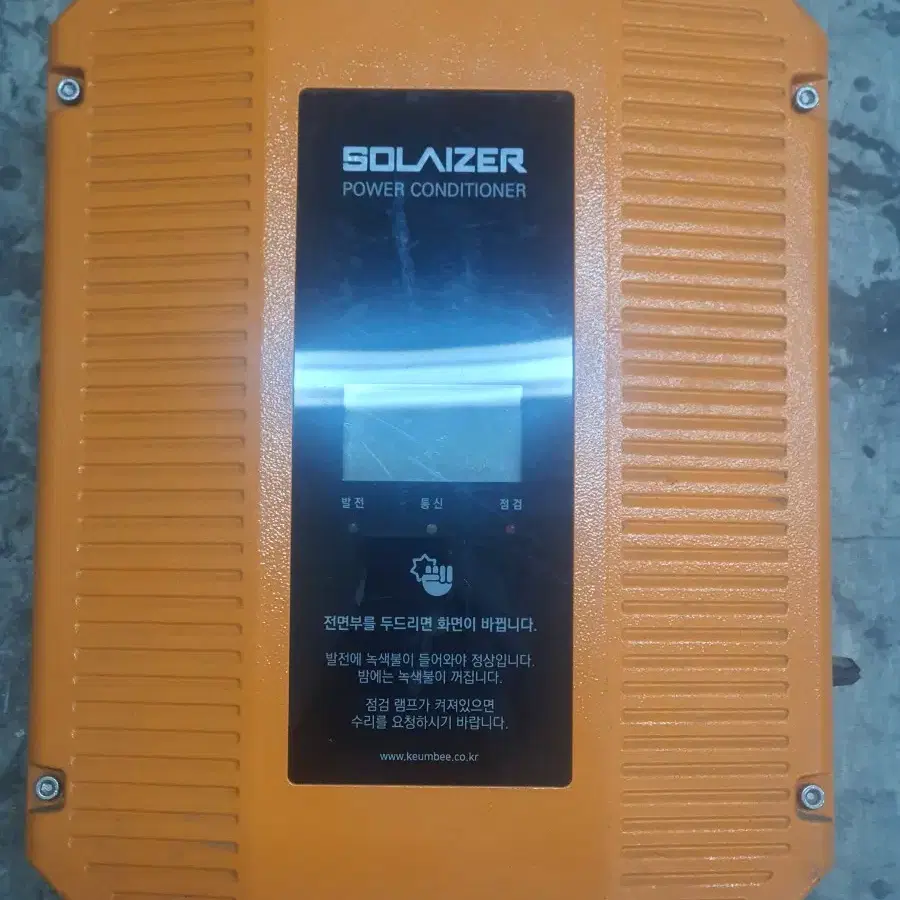 SOLAIZER
POWER CONDITIONER
발전 통신 점검
전면부를 두드리면 화면이 바뀝니다.
발전에 녹색불이 들어와야 정상입니다.
밤에는 녹색불이 꺼집니다.
점검 램프가 켜져있으면
수리를 요청하시기 바랍니다.
www.keumbee.co.kr